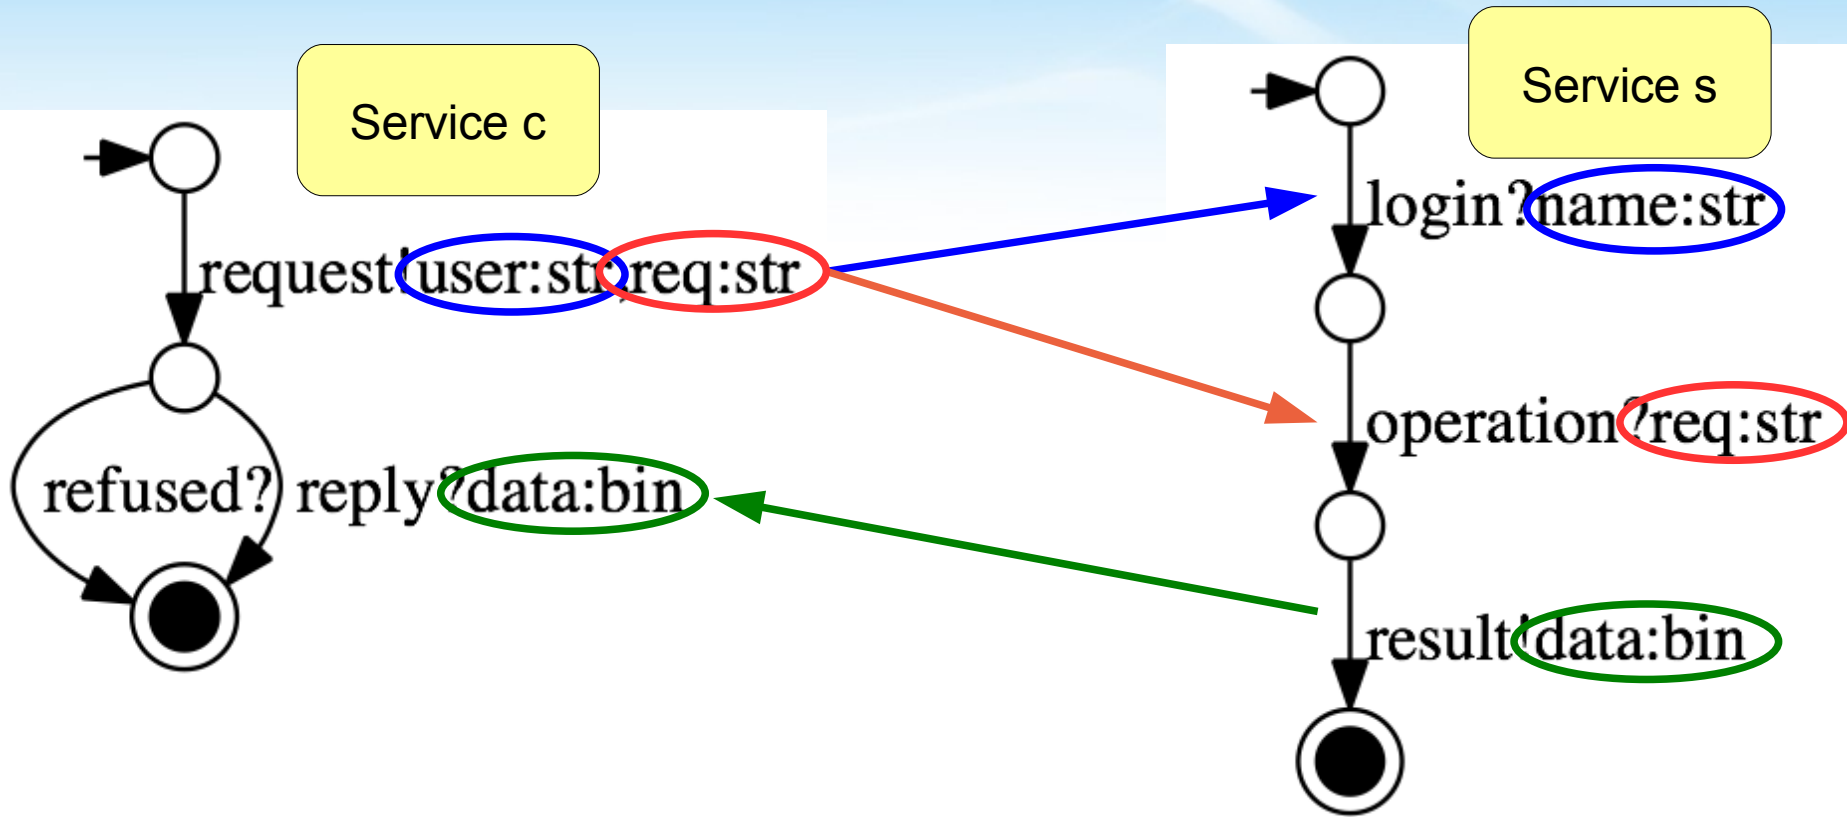 Service c
request!user:str,req:str
refused?
reply?data:bin
Service s
login?name:str
operation?req:str
result!data:bin